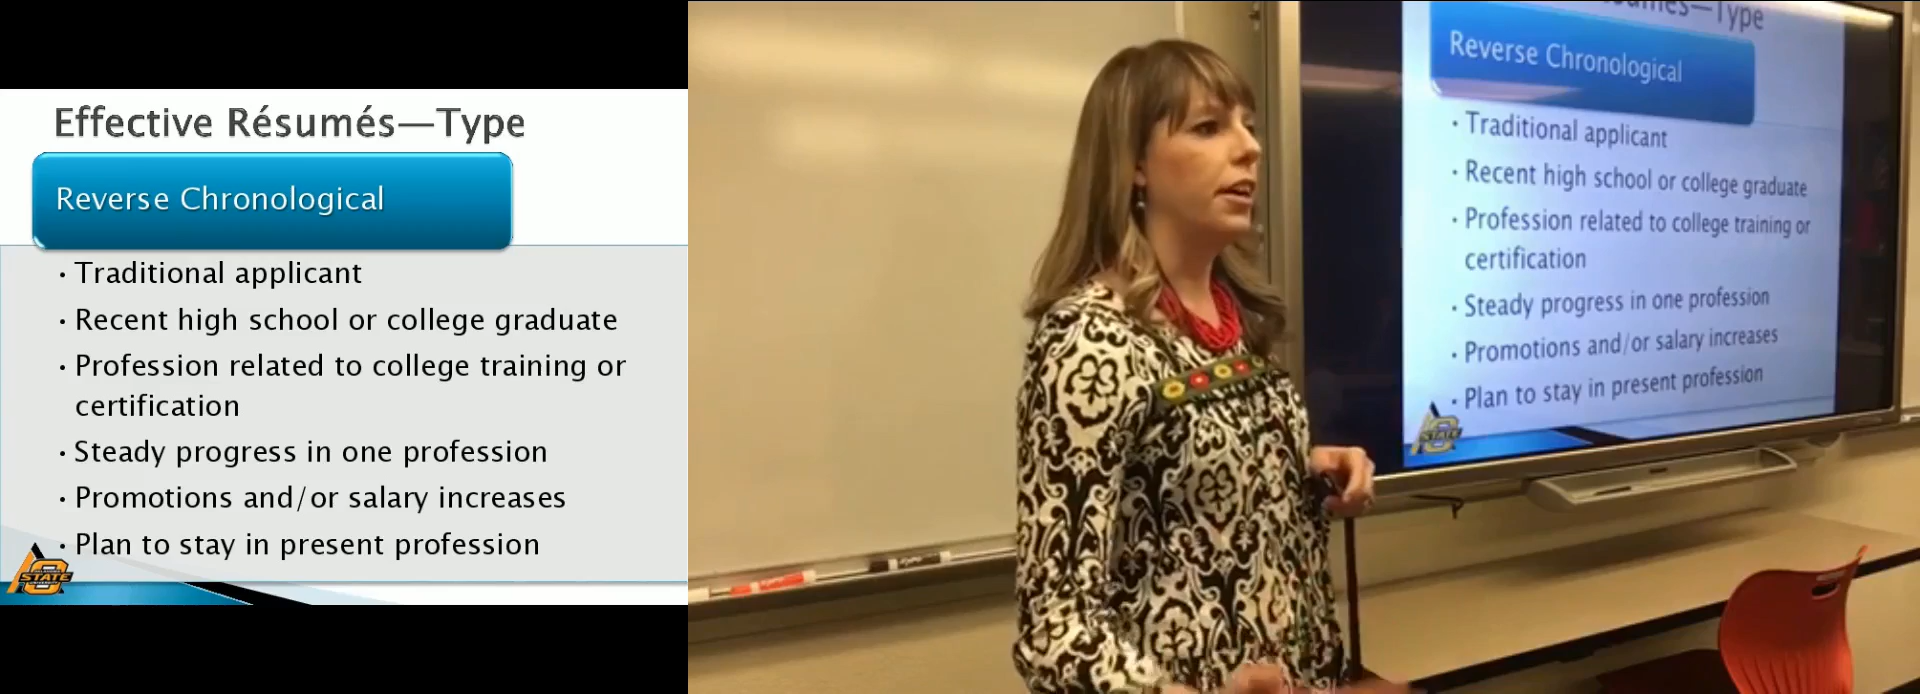 Effective Résumés—Type
Reverse Chronological
• Traditional applicant
• Recent high school or college graduate
• Profession related to college training or
certification
• Steady progress in one profession
• Promotions and/or salary increases
• Plan to stay in present profession
STATE
sumés—Type
Reverse Chronological
• Traditional applicant
• Recent high school or college graduate
• Profession related to college training or
certification
• Steady progress in one profession
• Promotions and/or salary increases
• Plan to stay in present profession
STATE